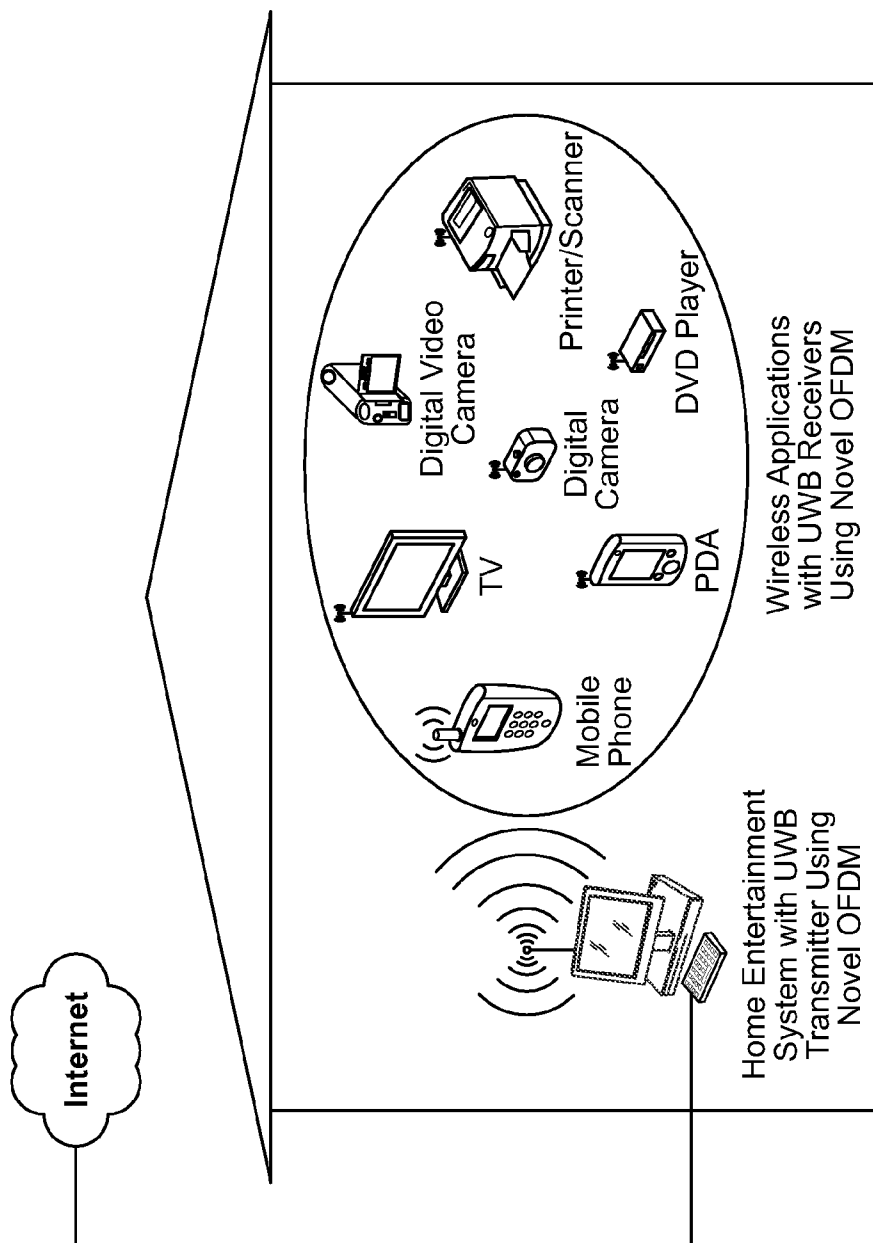 Internet
Mobile
Phone
TV
Digital Video
Camera
PDA
Digital
Camera
Printer/Scanner
DVD Player
Home Entertainment
System with UWB
Transmitter Using
Novel OFDM
Wireless Applications
with UWB Receivers
Using Novel OFDM